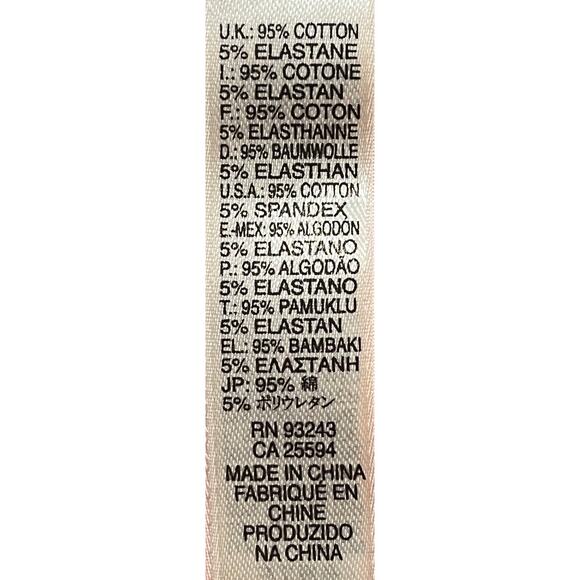 U.K.: 95% COTTON
5% ELASTANE
I.: 95% COTONE
5% ELASTAN
F.: 95% COTON
5% ELASTHANNE
D.: 95% BAUMWOLLE
5% ELASTHAN
U.S.A.: 95% COTTON
5% SPANDEX
E.-MEX: 95% ALGODON
5% ELASTANO
P.: 95% ALGODÃO
5% ELASTANO
T.: 95% PAMUKLU
5% ELASTAN
EL.: 95% BAMBAKI
5% ΕΛΑΣΤΑΝΗ
JP: 95% 綿
5% ポリウレタン
RN 93243
CA 25594
MADE IN CHINA
FABRIQUÉ EN
CHINE
PRODUZIDO
NA CHINA